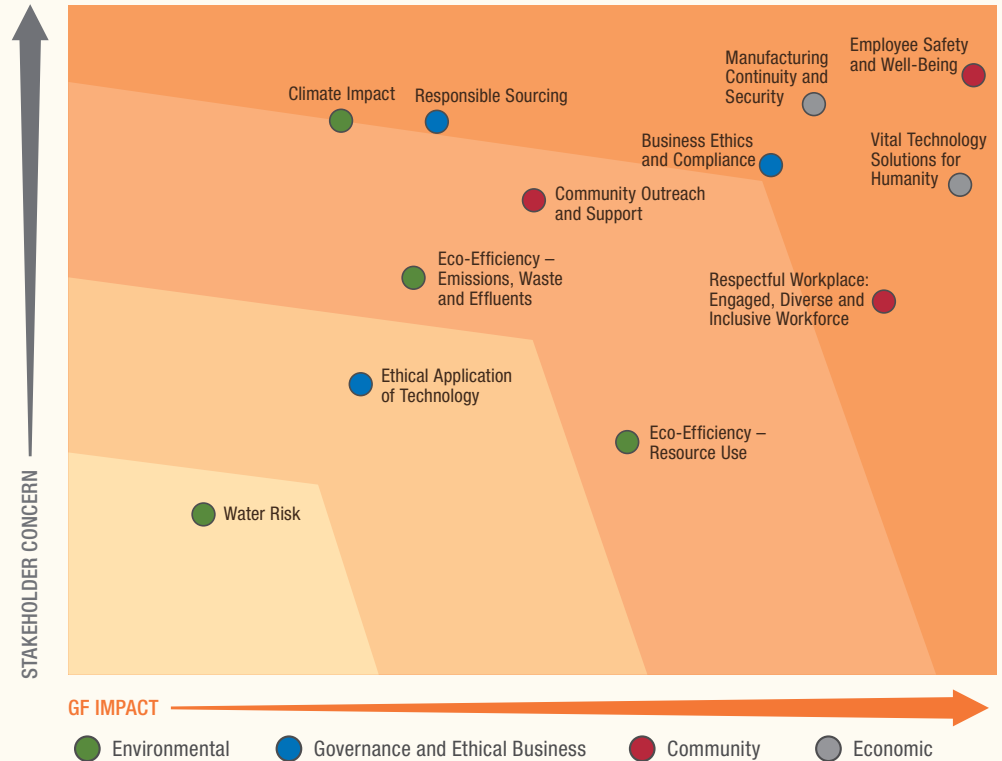 Employee Safety
and Well-Being
Manufacturing
Continuity and
Security
Climate Impact
Responsible Sourcing
Business Ethics
and Compliance
Vital Technology
Solutions for
Humanity
Community Outreach
and Support
Eco-Efficiency –
Emissions, Waste
and Effluents
Respectful Workplace:
Engaged, Diverse and
Inclusive Workforce
Ethical Application
of Technology
Eco-Efficiency –
Resource Use
Water Risk
STAKEHOLDER CONCERN
GF IMPACT
Environmental
Governance and Ethical Business
Community
Economic